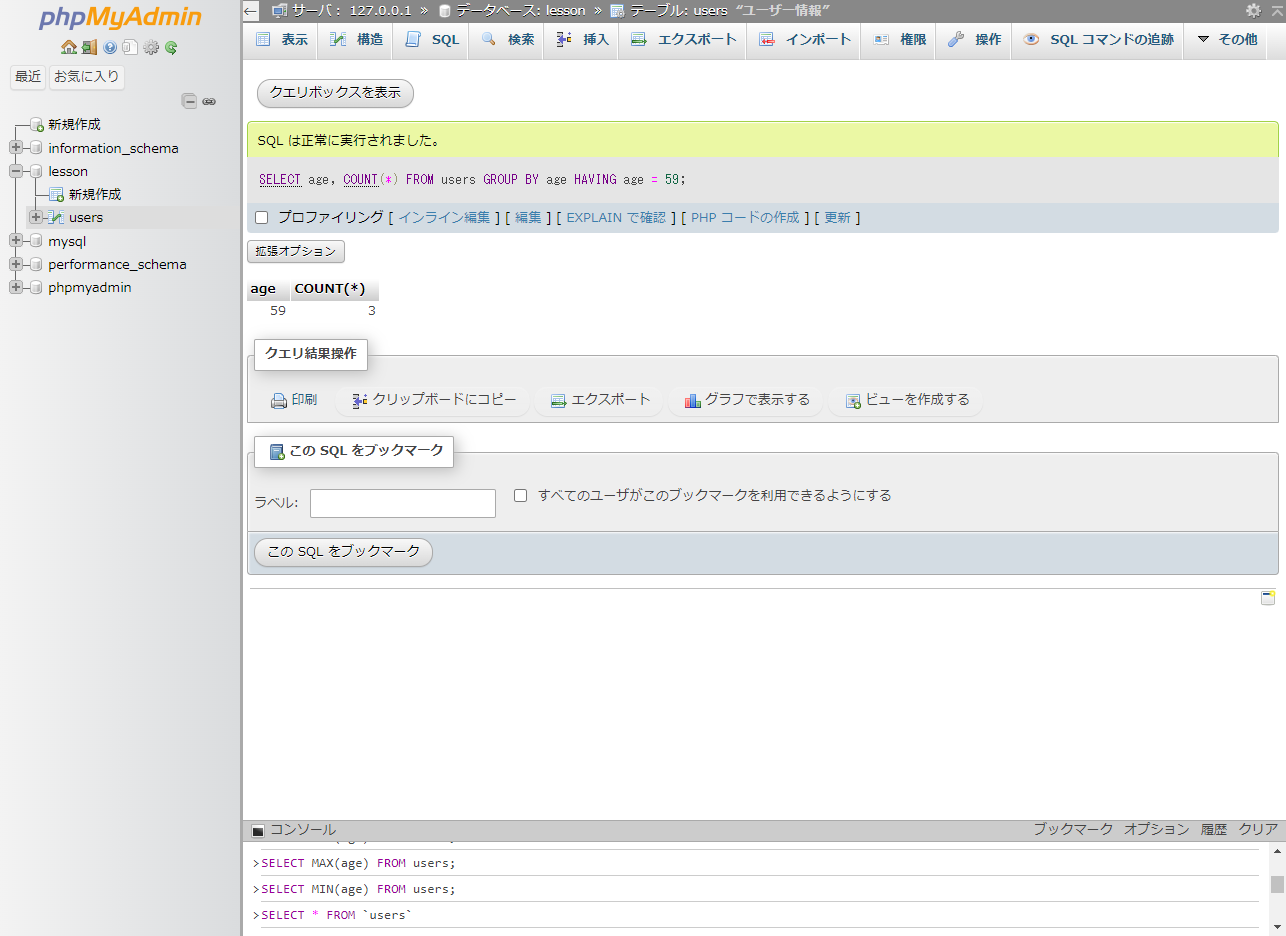 phpMyAdmin
最近 お気に入り
新規作成
information_schema
lesson
新規作成
users
mysql
performance_schema
phpmyadmin
サーバ: 127.0.0.1 » データベース: lesson » テーブル: users "ユーザー情報"
表示 構造 SQL 検索 挿入 エクスポート インポート 権限 操作 SQL コマンドの追跡 その他
クエリボックスを表示
SQL は正常に実行されました。
SELECT age, COUNT(*) FROM users GROUP BY age HAVING age = 59;
プロファイリング [ インライン編集 ] [ 編集 ] [ EXPLAIN で確認 ] [ PHP コードの作成 ] [ 更新 ]
拡張オプション
age COUNT(*)
59 3
クエリ結果操作
印刷 クリップボードにコピー エクスポート グラフで表示する ビューを作成する
この SQL をブックマーク
ラベル: すべてのユーザがこのブックマークを利用できるようにする
この SQL をブックマーク
コンソール ブックマーク オプション 履歴 クリア
>SELECT MAX(age) FROM users;
>SELECT MIN(age) FROM users;
>SELECT * FROM `users`